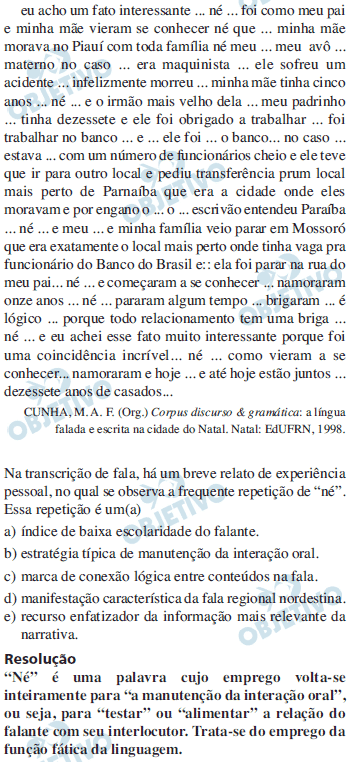 eu acho um fato interessante ... né ... foi como meu pai
e minha mãe vieram se conhecer né que ... minha mãe
morava no Piauí com toda família né meu ... meu avô ...
materno no caso ... era maquinista ... ele sofreu um
acidente ... infelizmente morreu ... minha mãe tinha cinco
anos ... né ... e o irmão mais velho dela ... meu padrinho
... tinha dezessete e ele foi obrigado a trabalhar ... foi
trabalhar no banco ... e ... ele foi ... o banco... no caso ...
estava ... com um número de funcionários cheio e ele teve
que ir para outro local e pediu transferência prum local
mais perto de Parnaíba que era a cidade onde eles
moravam e por engano o ... o ... escrivão entendeu Paraíba
... né ... e meu ... e minha família veio parar em Mossoró
que era exatamente o local mais perto onde tinha vaga pra
funcionário do Banco do Brasil e:: ela foi parar na rua do
meu pai... né ... e começaram a se conhecer ... namoraram
onze anos ... né ... pararam algum tempo ... brigaram ... é
lógico ... porque todo relacionamento tem uma briga ...
né ... e eu achei esse fato muito interessante porque foi
uma coincidência incrível... né ... como vieram a se
conhecer... namoraram e hoje ... e até hoje estão juntos ...
dezessete anos de casados...
CUNHA, M. A. F. (Org.) Corpus discurso & gramática: a língua
falada e escrita na cidade do Natal. Natal: EdUFRN, 1998.
Na transcrição de fala, há um breve relato de experiência
pessoal, no qual se observa a frequente repetição de “né”.
Essa repetição é um(a)
a) índice de baixa escolaridade do falante.
b) estratégia típica de manutenção da interação oral.
c) marca de conexão lógica entre conteúdos na fala.
d) manifestação característica da fala regional nordestina.
e) recurso enfatizador da informação mais relevante da
narrativa.
Resolução
“Né” é uma palavra cujo emprego volta-se
inteiramente para “a manutenção da interação oral”,
ou seja, para “testar” ou “alimentar” a relação do
falante com seu interlocutor. Trata-se do emprego da
função fática da linguagem.